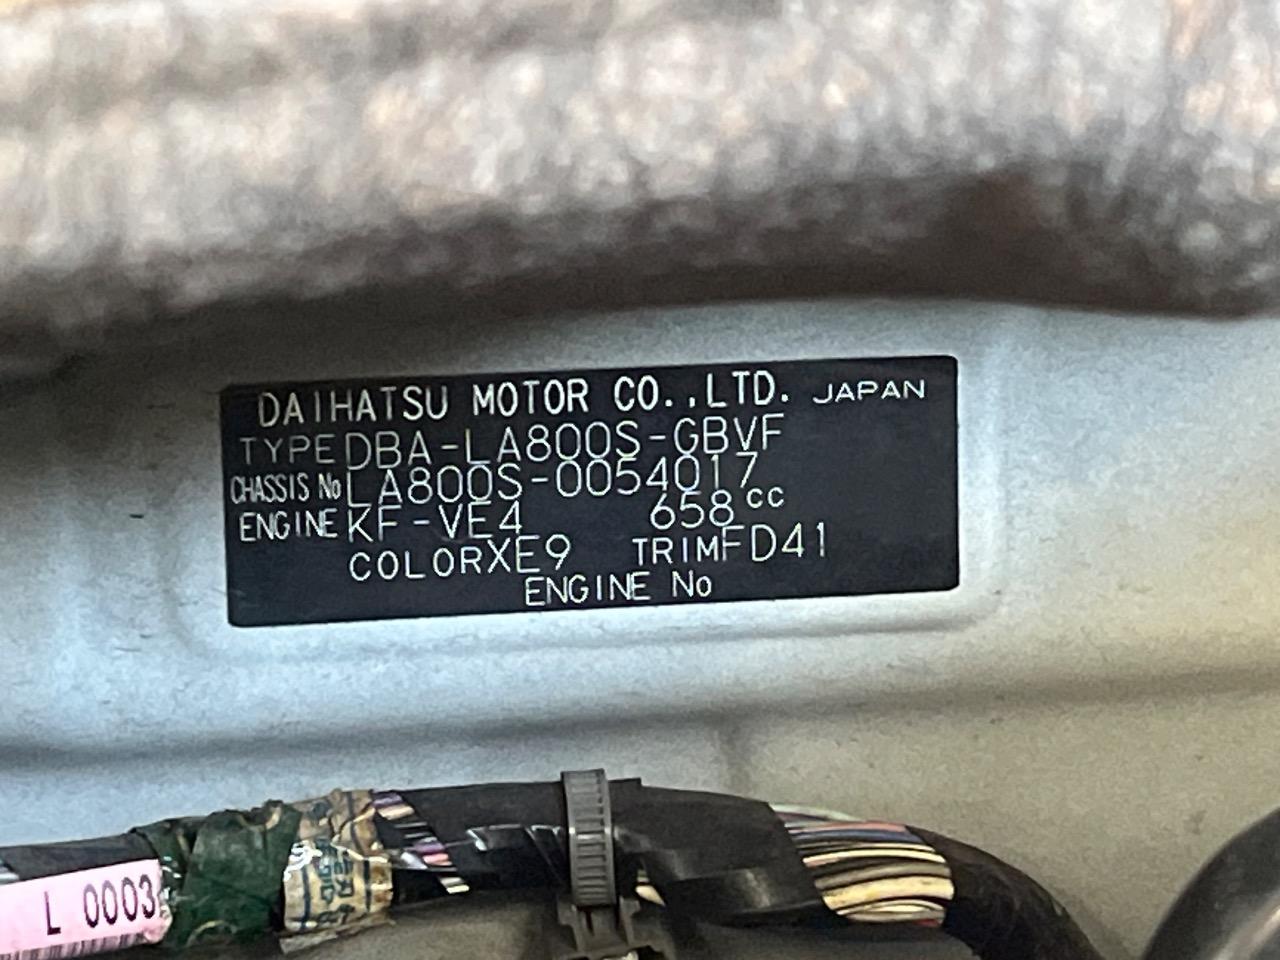 DAIHATSU MOTOR CO.,LTD. JAPAN
TYPE DBA-LA800S-GBVF
CHASSIS No LA800S-0054017
ENGINE KF-VE4 658cc
COLOR XE9 TRIM FD41
ENGINE No
L 0003